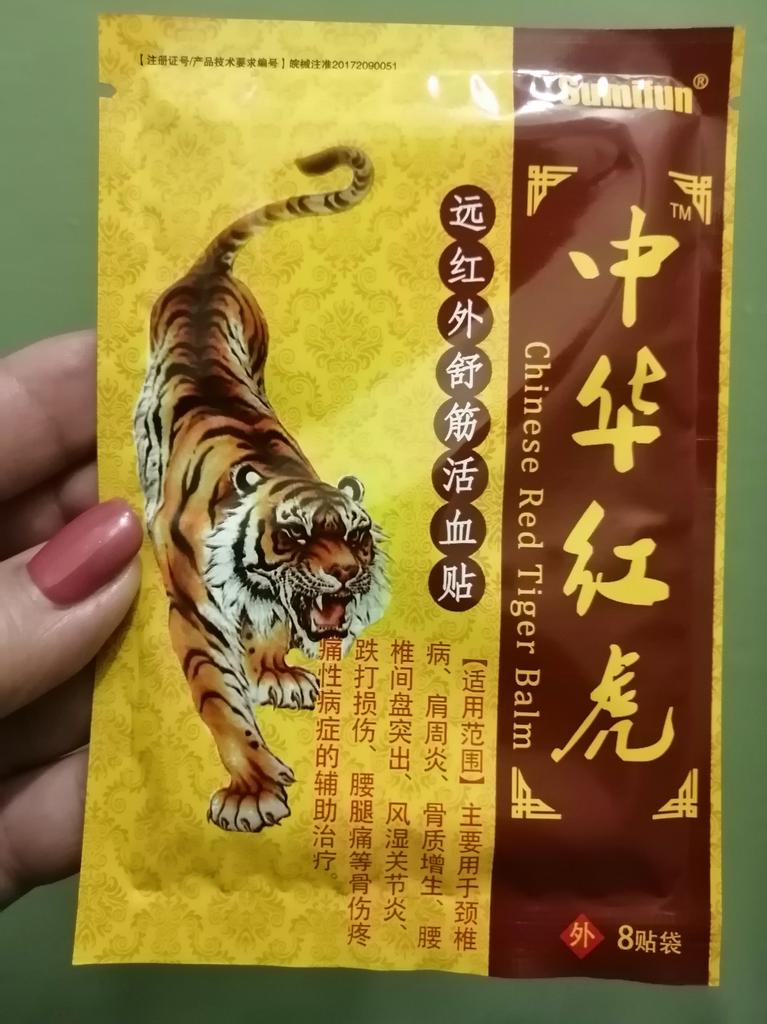 【注册证号/产品技术要求编号】皖械注准20172090051
Sumifun®
中华红虎
TM
Chinese Red Tiger Balm
远红外舒筋活血贴
【适用范围】主要用于颈椎
病、肩周炎、骨质增生、腰
椎间盘突出、风湿关节炎、
跌打损伤、腰腿痛等骨伤疼
痛性病症的辅助治疗。
外
8贴袋